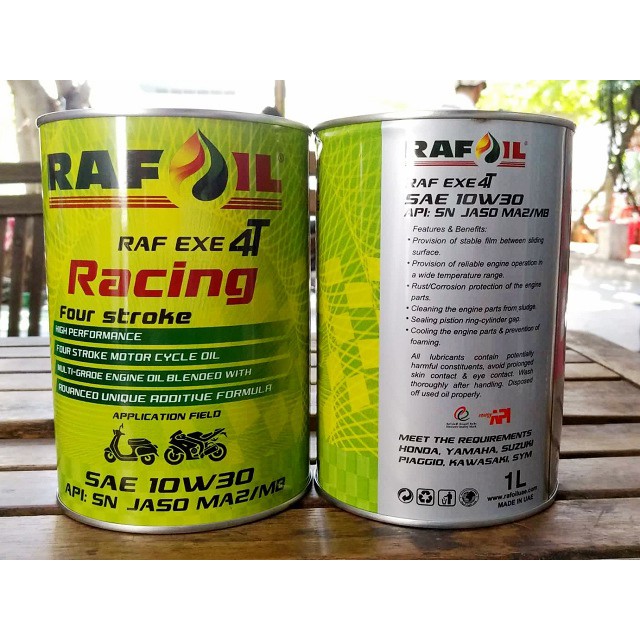 RAF OIL®
RAF EXE 4T
Racing
Four stroke
HIGH PERFORMANCE
FOUR STROKE MOTOR CYCLE OIL
MULTI-GRADE ENGINE OIL BLENDED WITH
ADVANCED UNIQUE ADDITIVE FORMULA
APPLICATION FIELD
SAE 10W30
API: SN JASO MA2/MB
RAF OIL
RAF EXE 4T
SAE 10W30
API: SN JASO MA2/MB
Features & Benefits:
• Provision of stable film between sliding
surface.
• Provision of reliable engine operation in
a wide temperature range.
• Rust/Corrosion protection of the engine
parts.
• Cleaning the engine parts from sludge.
• Sealing piston ring-cylinder gap.
• Cooling the engine parts & prevention of
foaming.
All lubricants contain potentially
harmful constituents, avoid prolonged
skin contact & eye contact. Wash
thoroughly after handling. Disposed
off used oil properly.
API
MEET THE REQUIREMENTS
HONDA, YAMAHA, SUZUKI
PIAGGIO, KAWASAKI, SYM
1L
www.rafoiluae.com
MADE IN UAE